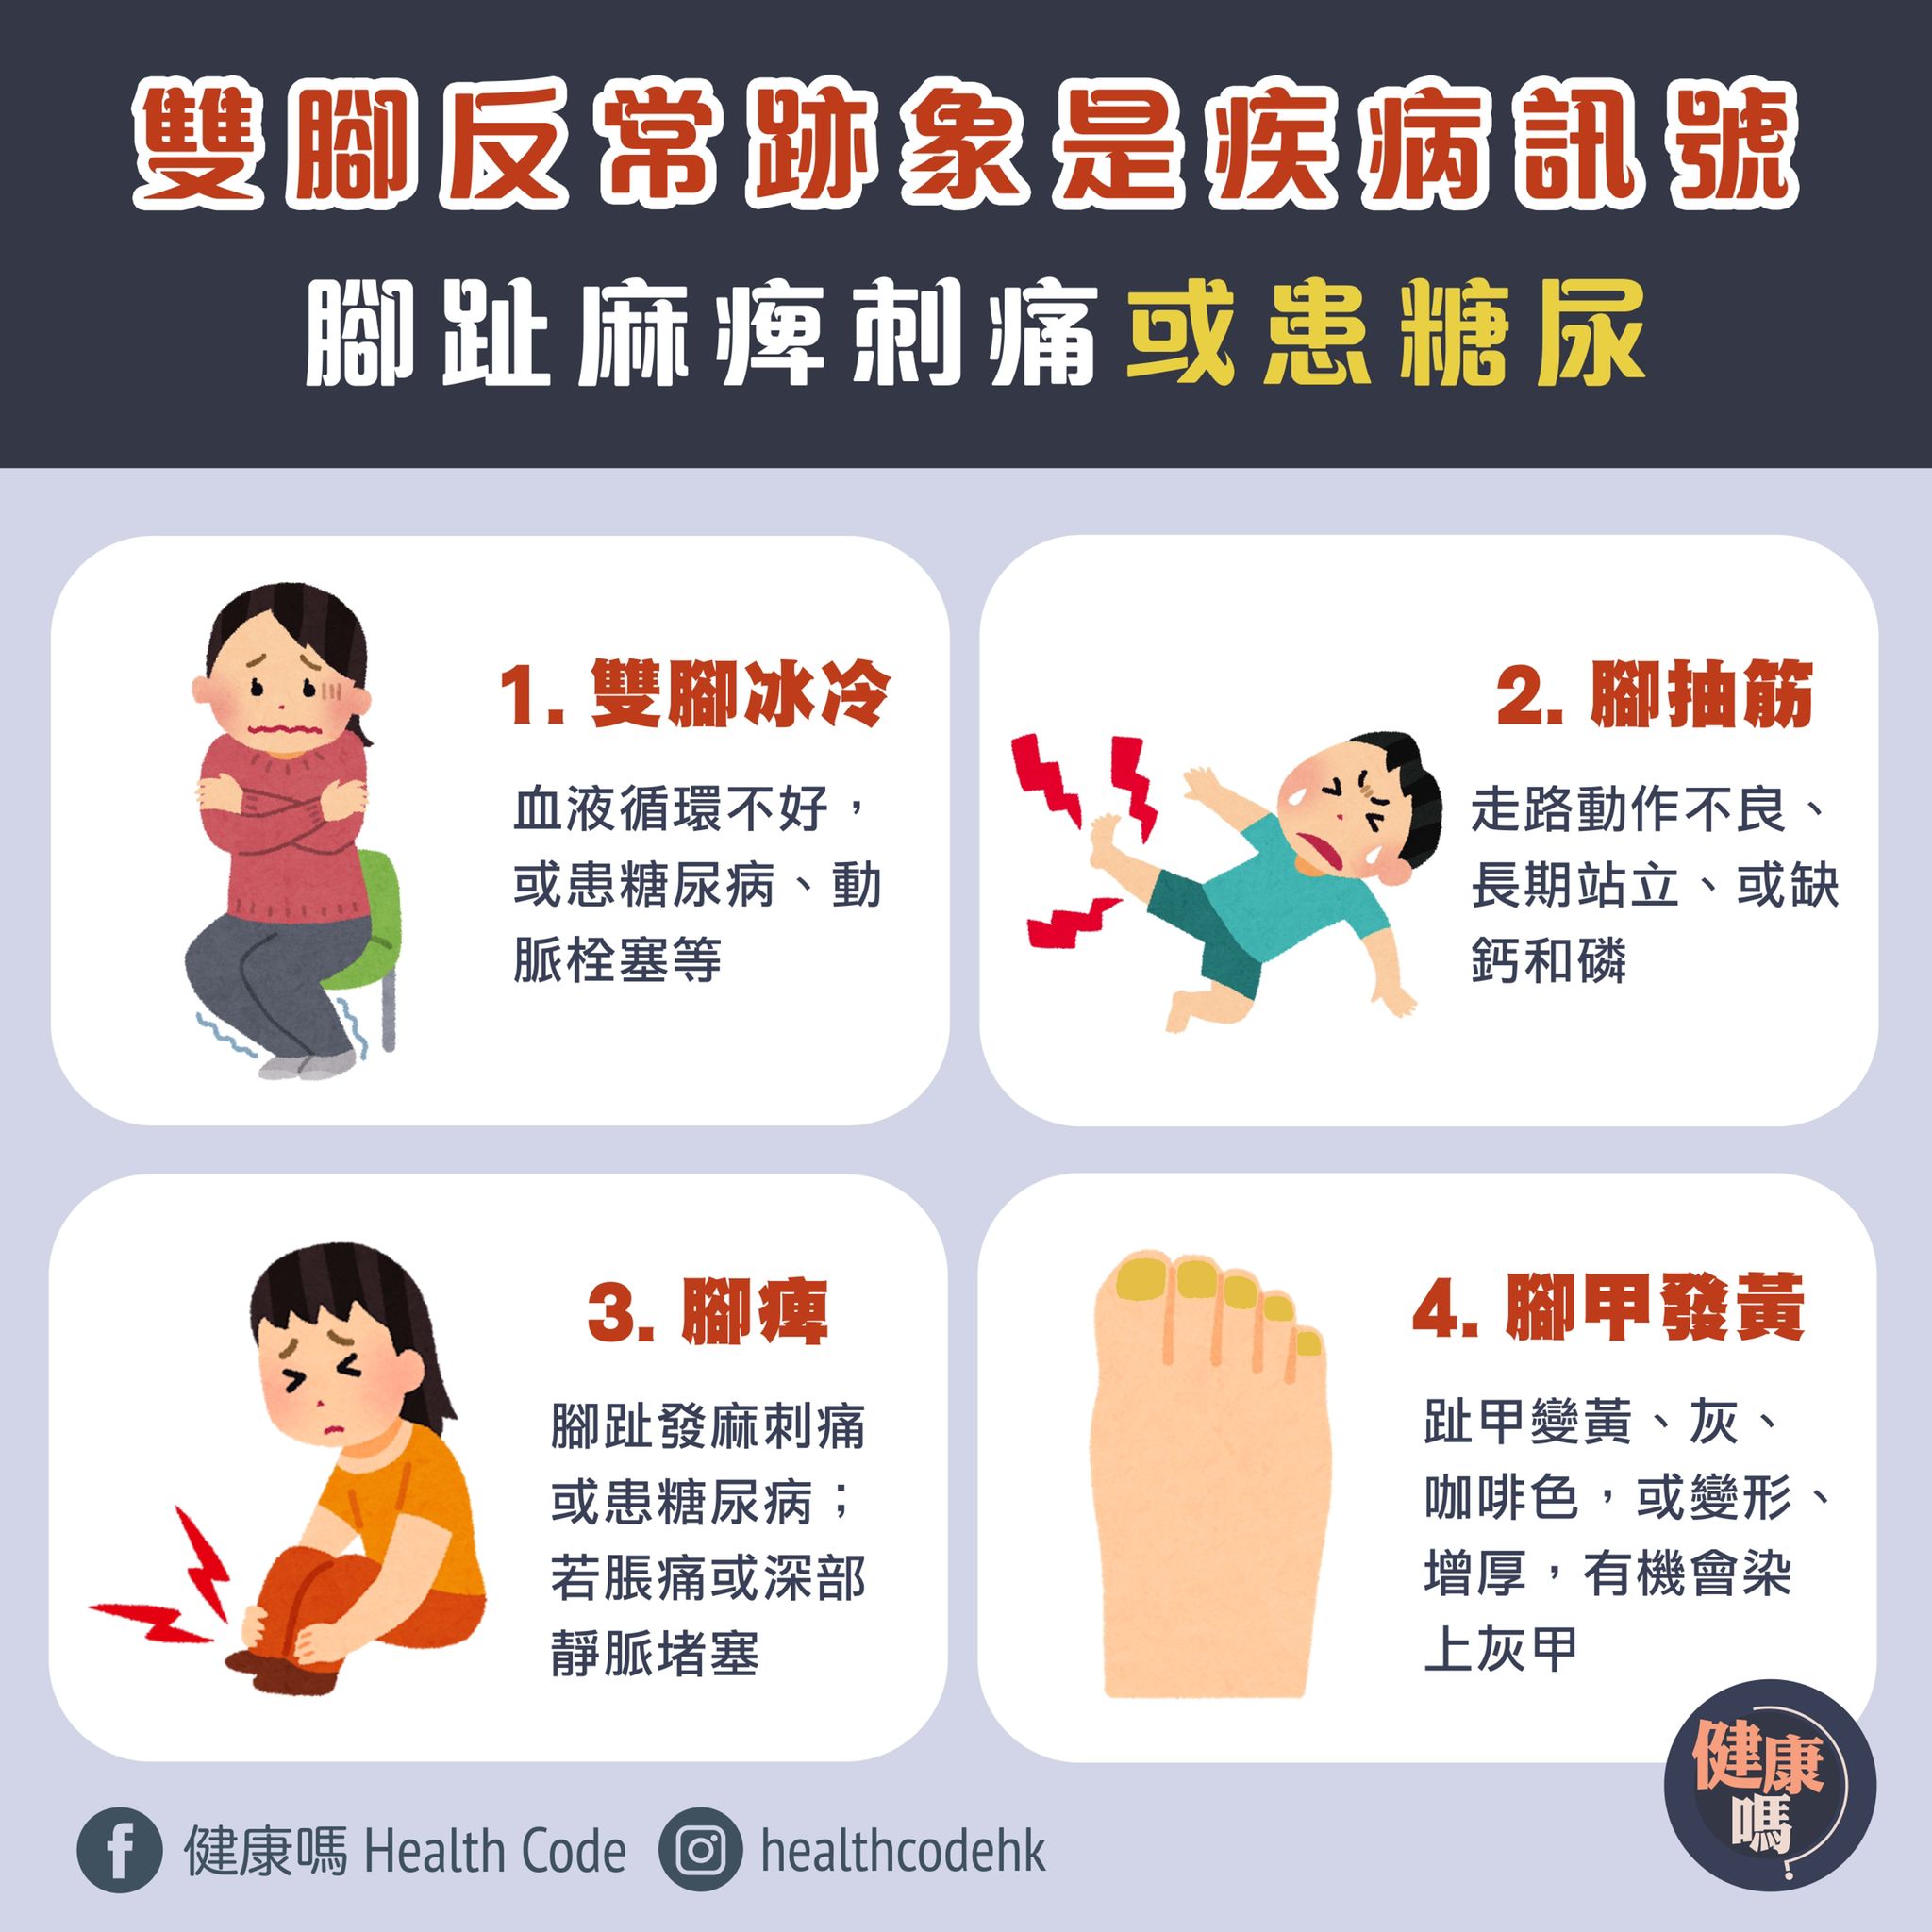 雙腳反常跡象是疾病訊號
腳趾麻痺刺痛或患糖尿
1. 雙腳冰冷
血液循環不好，
或患糖尿病、動
脈栓塞等
2. 腳抽筋
走路動作不良、
長期站立、或缺
鈣和磷
3. 腳痺
腳趾發麻刺痛
或患糖尿病；
若脹痛或深部
靜脈堵塞
4. 腳甲發黃
趾甲變黃、灰、
咖啡色，或變形、
增厚，有機會染
上灰甲
健康嗎 Health Code
healthcodehk
健康
嗎